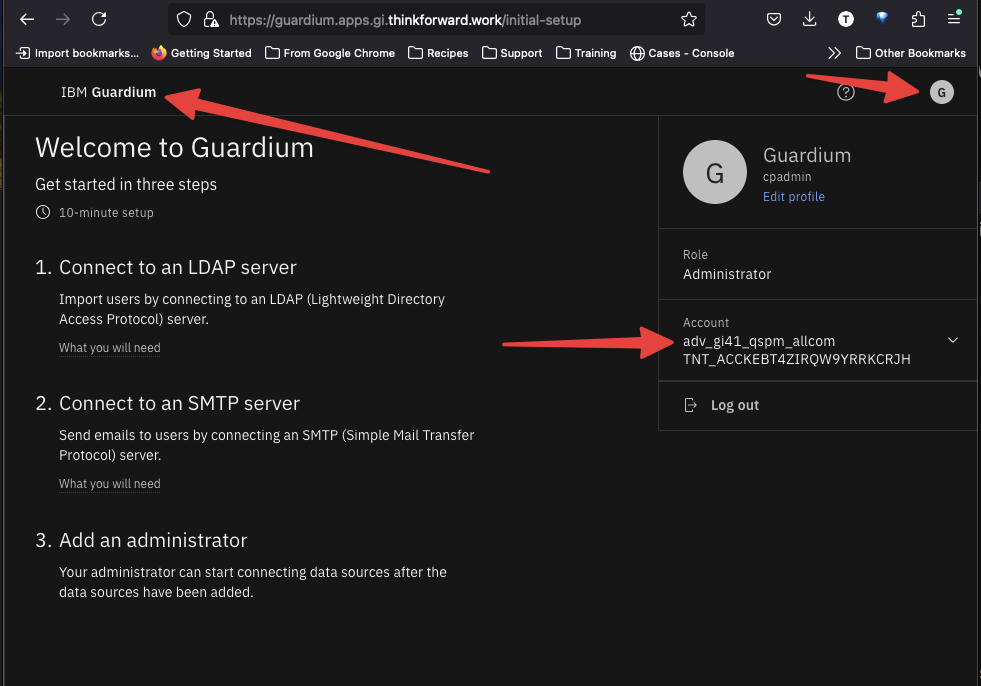 https://guardium.apps.gi.thinkforward.work/initial-setup
T
Import bookmarks... Getting Started From Google Chrome Recipes Support Training Cases - Console Other Bookmarks
IBM Guardium
G
Welcome to Guardium
Get started in three steps
10-minute setup
1. Connect to an LDAP server
Import users by connecting to an LDAP (Lightweight Directory
Access Protocol) server.
What you will need
2. Connect to an SMTP server
Send emails to users by connecting an SMTP (Simple Mail Transfer
Protocol) server.
What you will need
3. Add an administrator
Your administrator can start connecting data sources after the
data sources have been added.
G
Guardium
cpadmin
Edit profile
Role
Administrator
Account
adv_gi41_qspm_allcom
TNT_ACCKEBT4ZIRQW9YRRKCRJH
Log out